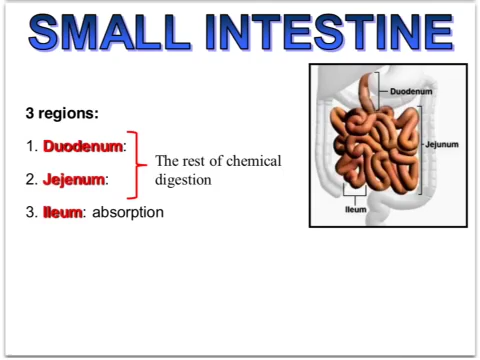 SMALL INTESTINE
3 regions:
1. Duodenum:
2. Jejenum:
The rest of chemical
digestion
3. Ileum: absorption
Duodenum
Jejunum
Ileum